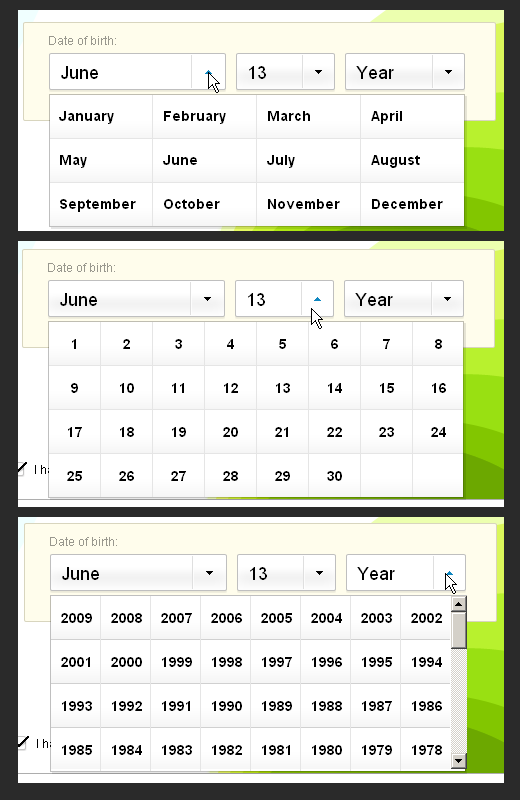 Date of birth:
June 13 Year
January February March April
May June July August
September October November December
Date of birth:
June 13 Year
1 2 3 4 5 6 7 8
9 10 11 12 13 14 15 16
17 18 19 20 21 22 23 24
I ha
25 26 27 28 29 30
Date of birth:
June 13 Year
2009 2008 2007 2006 2005 2004 2003 2002
2001 2000 1999 1998 1997 1996 1995 1994
1993 1992 1991 1990 1989 1988 1987 1986
I ha
1985 1984 1983 1982 1981 1980 1979 1978